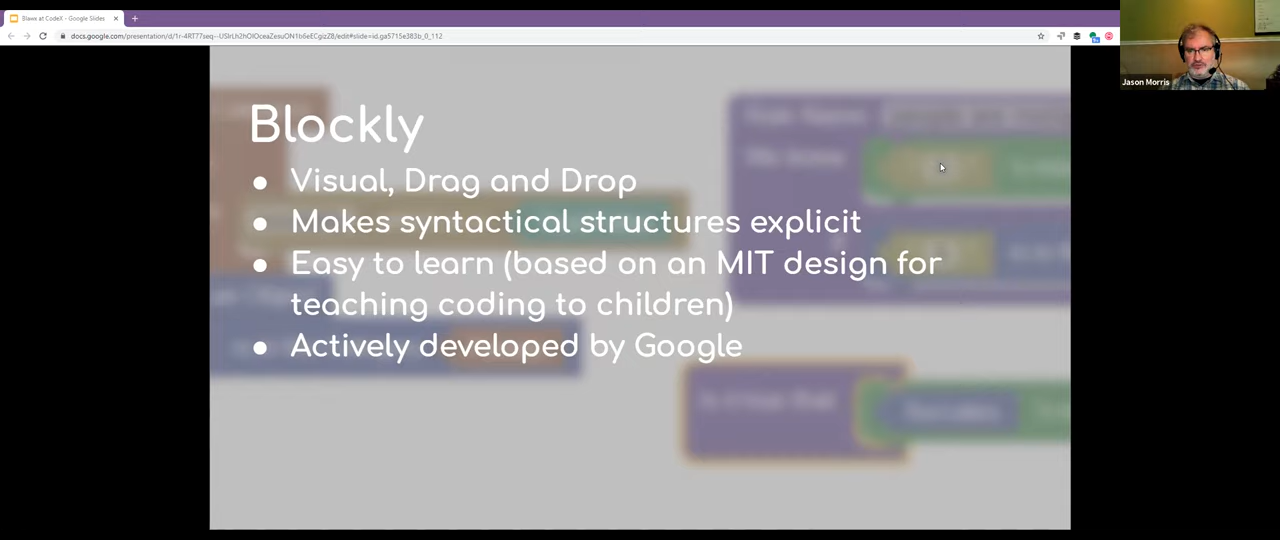 Blawx at CodeX - Google Slides
docs.google.com/presentation/d/1r-4RT77seq--USlrLh2hOIOceaZesuON1b6eECgizZ8/edit#slide=id.ga5715e383b_0_112
Jason Morris
Blockly
● Visual, Drag and Drop
● Makes syntactical structures explicit
● Easy to learn (based on an MIT design for
teaching coding to children)
● Actively developed by Google